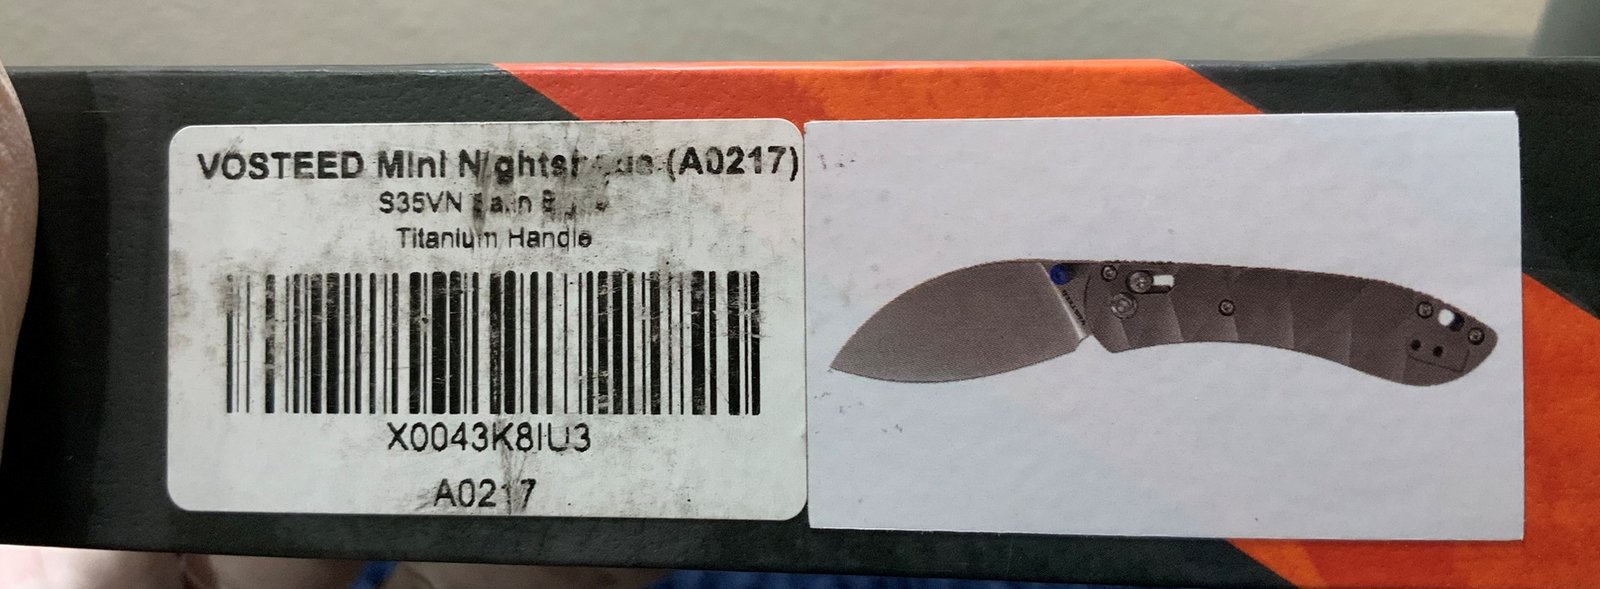 VOSTEED Mini (A0217)
S35VN
Titanium Handle
X0043K8IU3
A0217